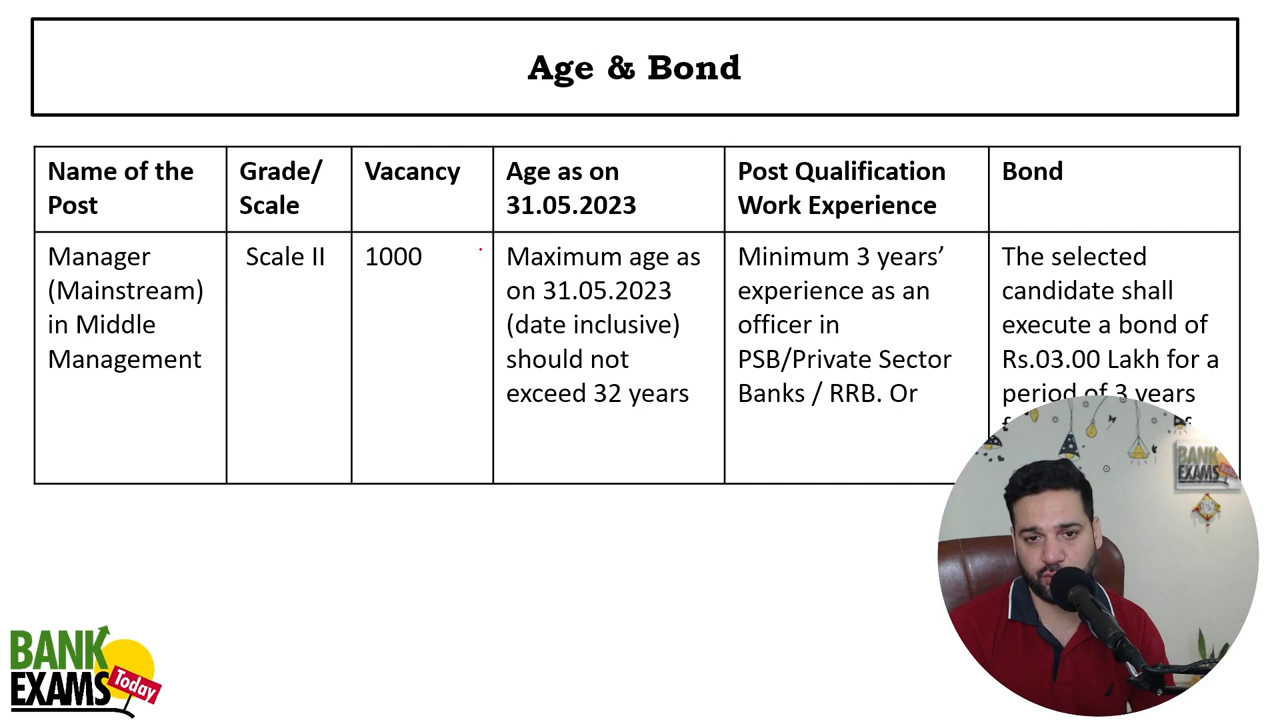 Age & Bond
Name of the
Post
Grade/
Scale
Vacancy
Age as on
31.05.2023
Post Qualification
Work Experience
Bond
Manager
(Mainstream)
in Middle
Management
Scale II
1000
Maximum age as
on 31.05.2023
(date inclusive)
should not
exceed 32 years
Minimum 3 years’
experience as an
officer in
PSB/Private Sector
Banks / RRB. Or
The selected
candidate shall
execute a bond of
Rs.03.00 Lakh for a
period of 3 years
BANK
EXAMS
BANK
EXAMS
Today